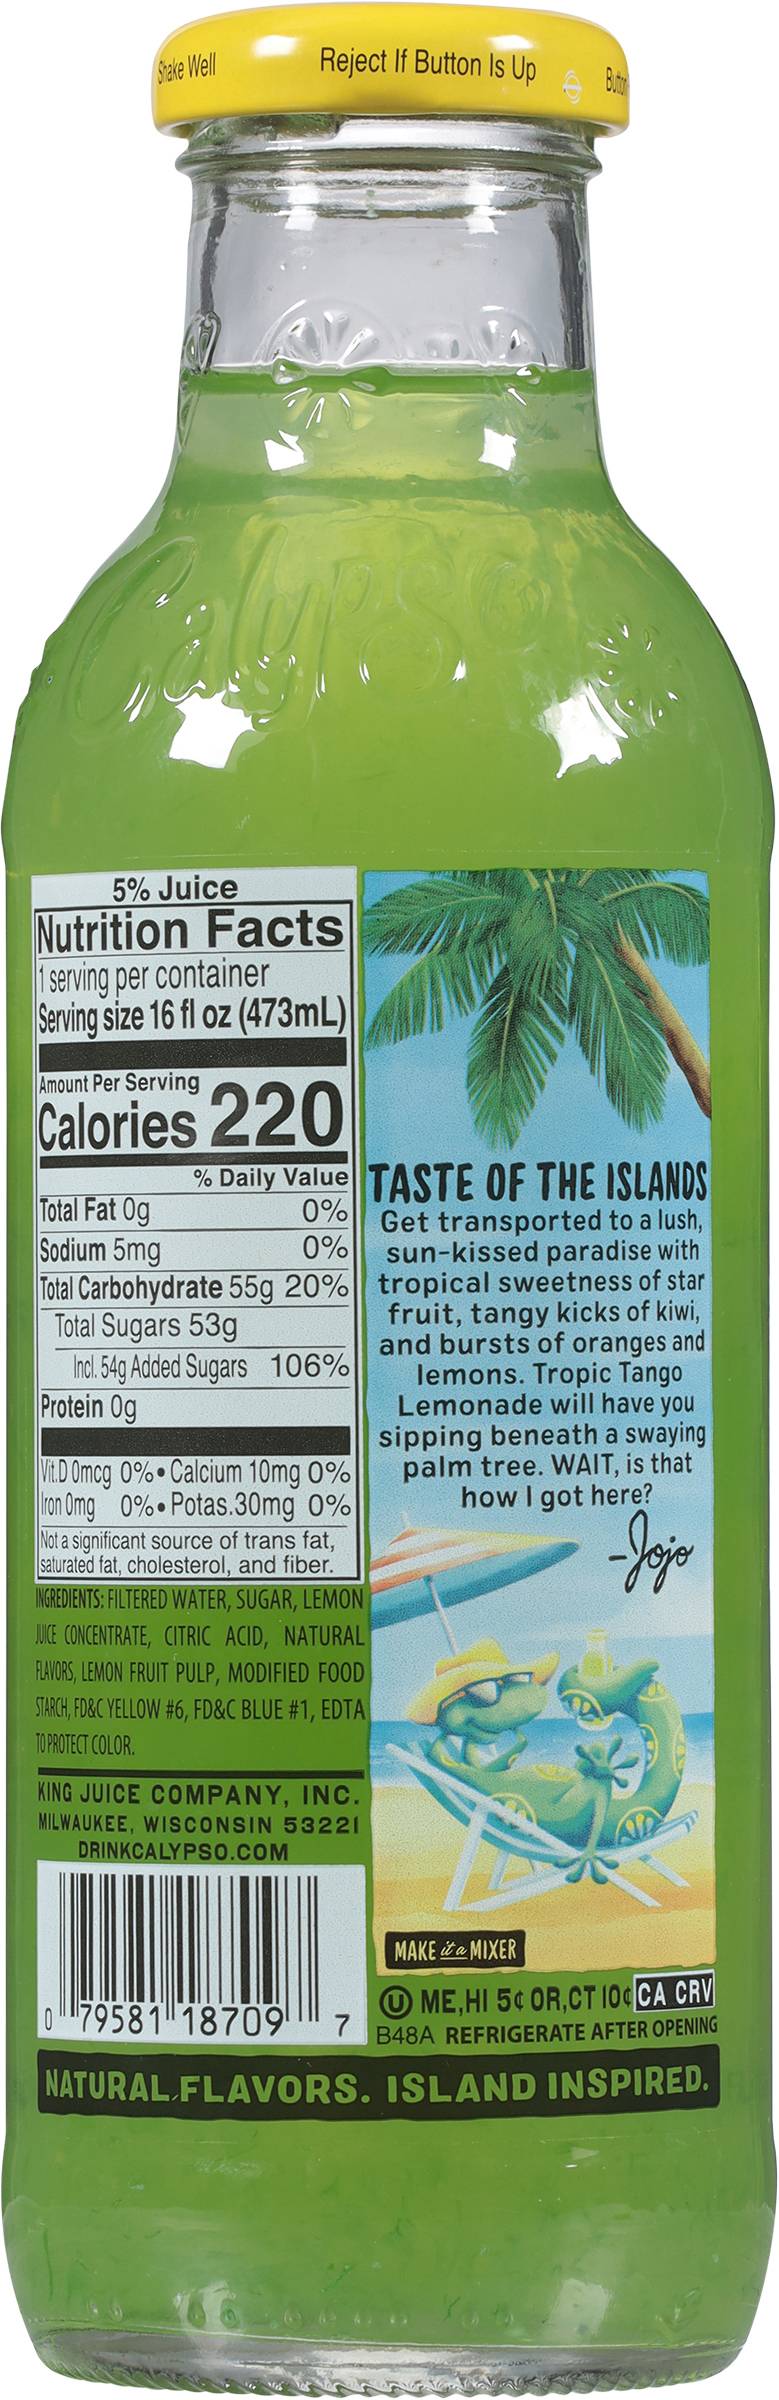 Shake Well
Reject If Button Is Up
Calypso
5% Juice
Nutrition Facts
1 serving per container
Serving size 16 fl oz (473mL)
Amount Per Serving
Calories 220
% Daily Value
Total Fat 0g 0%
Sodium 5mg 0%
Total Carbohydrate 55g 20%
Total Sugars 53g
Incl. 54g Added Sugars 106%
Protein 0g
Vit.D 0mcg 0% • Calcium 10mg 0%
Iron 0mg 0% • Potas.30mg 0%
Not a significant source of trans fat,
saturated fat, cholesterol, and fiber.
INGREDIENTS: FILTERED WATER, SUGAR, LEMON
JUICE CONCENTRATE, CITRIC ACID, NATURAL
FLAVORS, LEMON FRUIT PULP, MODIFIED FOOD
STARCH, FD&C YELLOW #6, FD&C BLUE #1, EDTA
TO PROTECT COLOR.
KING JUICE COMPANY, INC.
MILWAUKEE, WISCONSIN 53221
DRINKCALYPSO.COM
0 79581 18709 7
TASTE OF THE ISLANDS
Get transported to a lush,
sun-kissed paradise with
tropical sweetness of star
fruit, tangy kicks of kiwi,
and bursts of oranges and
lemons. Tropic Tango
Lemonade will have you
sipping beneath a swaying
palm tree. WAIT, is that
how I got here?
-Jojo
MAKE it a MIXER
U ME,HI 5¢ OR,CT 10¢ CA CRV
B48A REFRIGERATE AFTER OPENING
NATURAL FLAVORS. ISLAND INSPIRED.